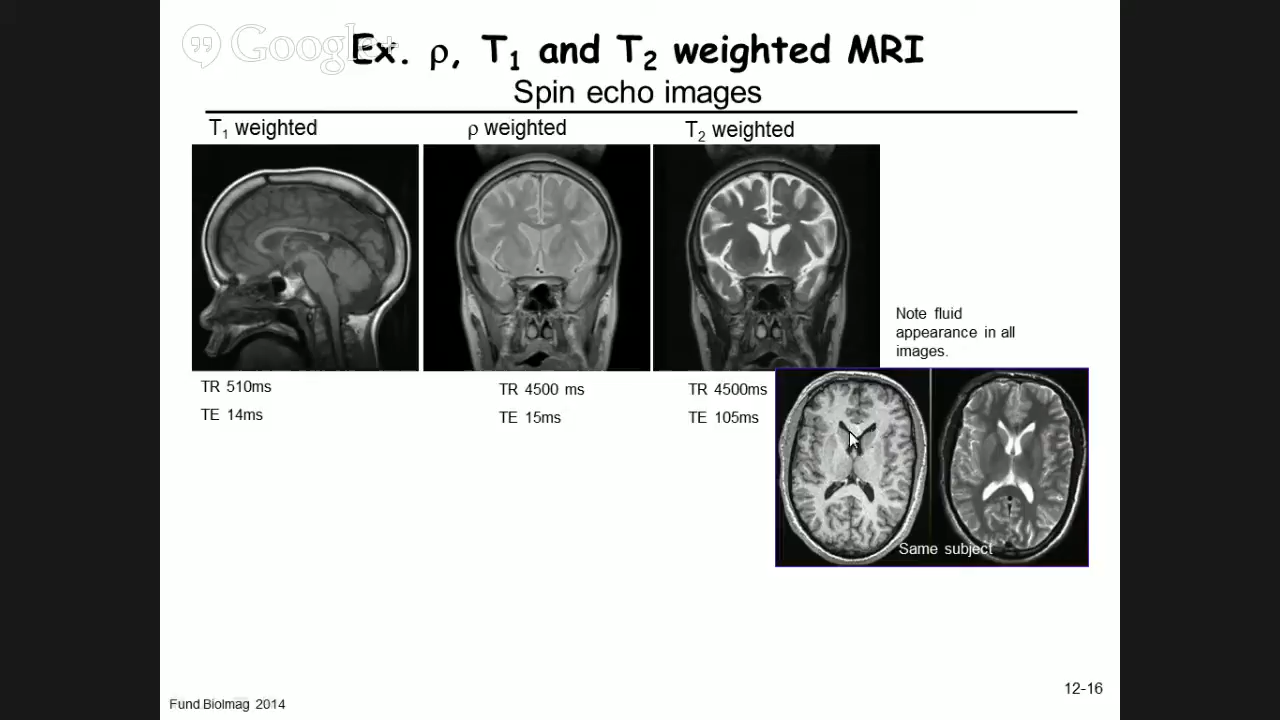 Google+
Ex. ρ, T1 and T2 weighted MRI
Spin echo images
T1 weighted
ρ weighted
T2 weighted
Note fluid
appearance in all
images.
TR 510ms
TE 14ms
TR 4500 ms
TE 15ms
TR 4500ms
TE 105ms
Same subject
12-16
Fund BioImag 2014